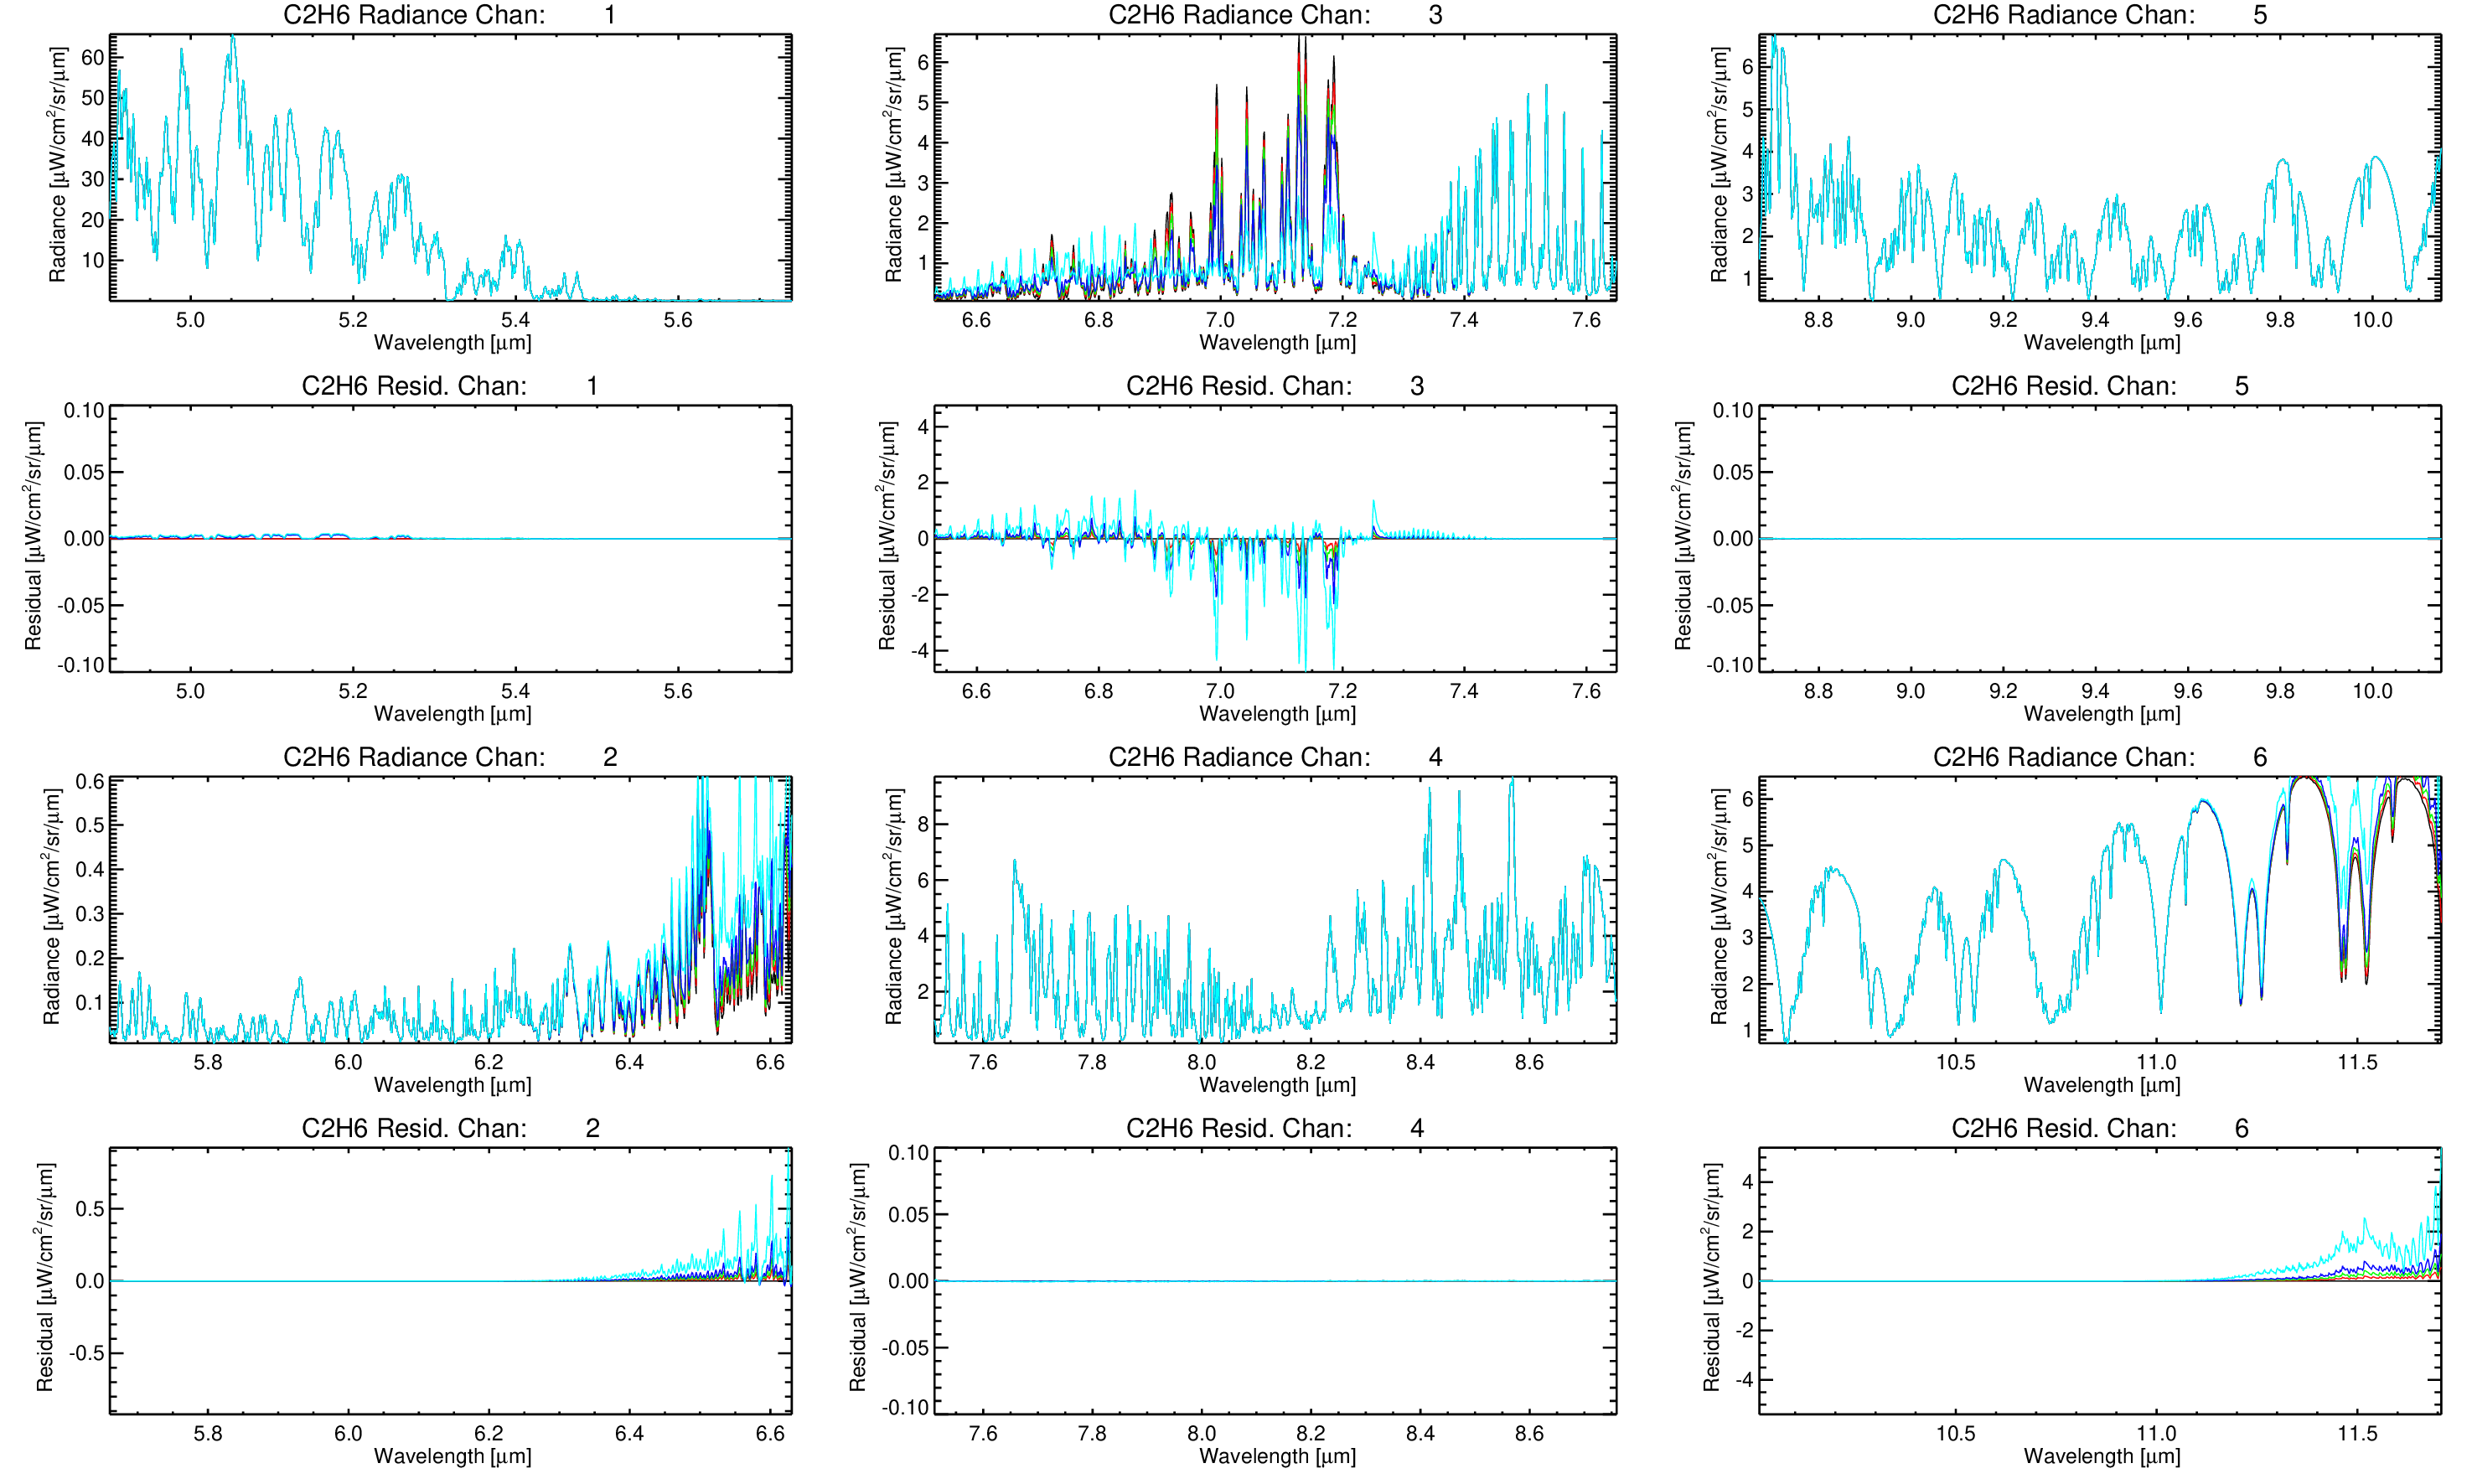 C2H6 Radiance Chan: 1
Radiance [μW/cm²/sr/μm]
60
50
40
30
20
10
5.0 5.2 5.4 5.6
Wavelength [μm]
C2H6 Radiance Chan: 3
Radiance [μW/cm²/sr/μm]
6
5
4
3
2
1
6.6 6.8 7.0 7.2 7.4 7.6
Wavelength [μm]
C2H6 Radiance Chan: 5
Radiance [μW/cm²/sr/μm]
6
5
4
3
2
1
8.8 9.0 9.2 9.4 9.6 9.8 10.0
Wavelength [μm]
C2H6 Resid. Chan: 1
Residual [μW/cm²/sr/μm]
0.10
0.05
0.00
-0.05
-0.10
5.0 5.2 5.4 5.6
Wavelength [μm]
C2H6 Resid. Chan: 3
Residual [μW/cm²/sr/μm]
4
2
0
-2
-4
6.6 6.8 7.0 7.2 7.4 7.6
Wavelength [μm]
C2H6 Resid. Chan: 5
Residual [μW/cm²/sr/μm]
0.10
0.05
0.00
-0.05
-0.10
8.8 9.0 9.2 9.4 9.6 9.8 10.0
Wavelength [μm]
C2H6 Radiance Chan: 2
Radiance [μW/cm²/sr/μm]
0.6
0.5
0.4
0.3
0.2
0.1
5.8 6.0 6.2 6.4 6.6
Wavelength [μm]
C2H6 Radiance Chan: 4
Radiance [μW/cm²/sr/μm]
8
6
4
2
7.6 7.8 8.0 8.2 8.4 8.6
Wavelength [μm]
C2H6 Radiance Chan: 6
Radiance [μW/cm²/sr/μm]
6
5
4
3
2
1
10.5 11.0 11.5
Wavelength [μm]
C2H6 Resid. Chan: 2
Residual [μW/cm²/sr/μm]
0.5
0.0
-0.5
5.8 6.0 6.2 6.4 6.6
Wavelength [μm]
C2H6 Resid. Chan: 4
Residual [μW/cm²/sr/μm]
0.10
0.05
0.00
-0.05
-0.10
7.6 7.8 8.0 8.2 8.4 8.6
Wavelength [μm]
C2H6 Resid. Chan: 6
Residual [μW/cm²/sr/μm]
4
2
0
-2
-4
10.5 11.0 11.5
Wavelength [μm]